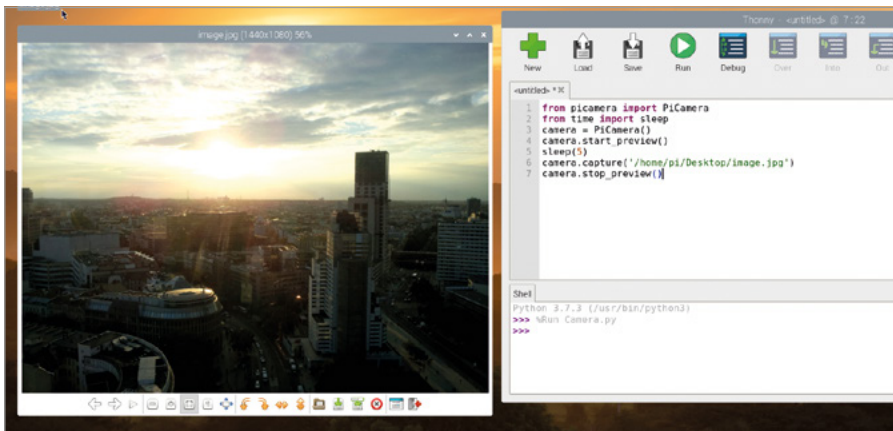 image.jpg (1440x1080) 56%
Thonny - <untitled> @ 7:22
New Load Save Run Debug Over Into Out
<untitled> *
1 from picamera import PiCamera
2 from time import sleep
3 camera = PiCamera()
4 camera.start_preview()
5 sleep(5)
6 camera.capture('/home/pi/Desktop/image.jpg')
7 camera.stop_preview()
Shell
Python 3.7.3 (/usr/bin/python3)
>>> %Run Camera.py
>>>